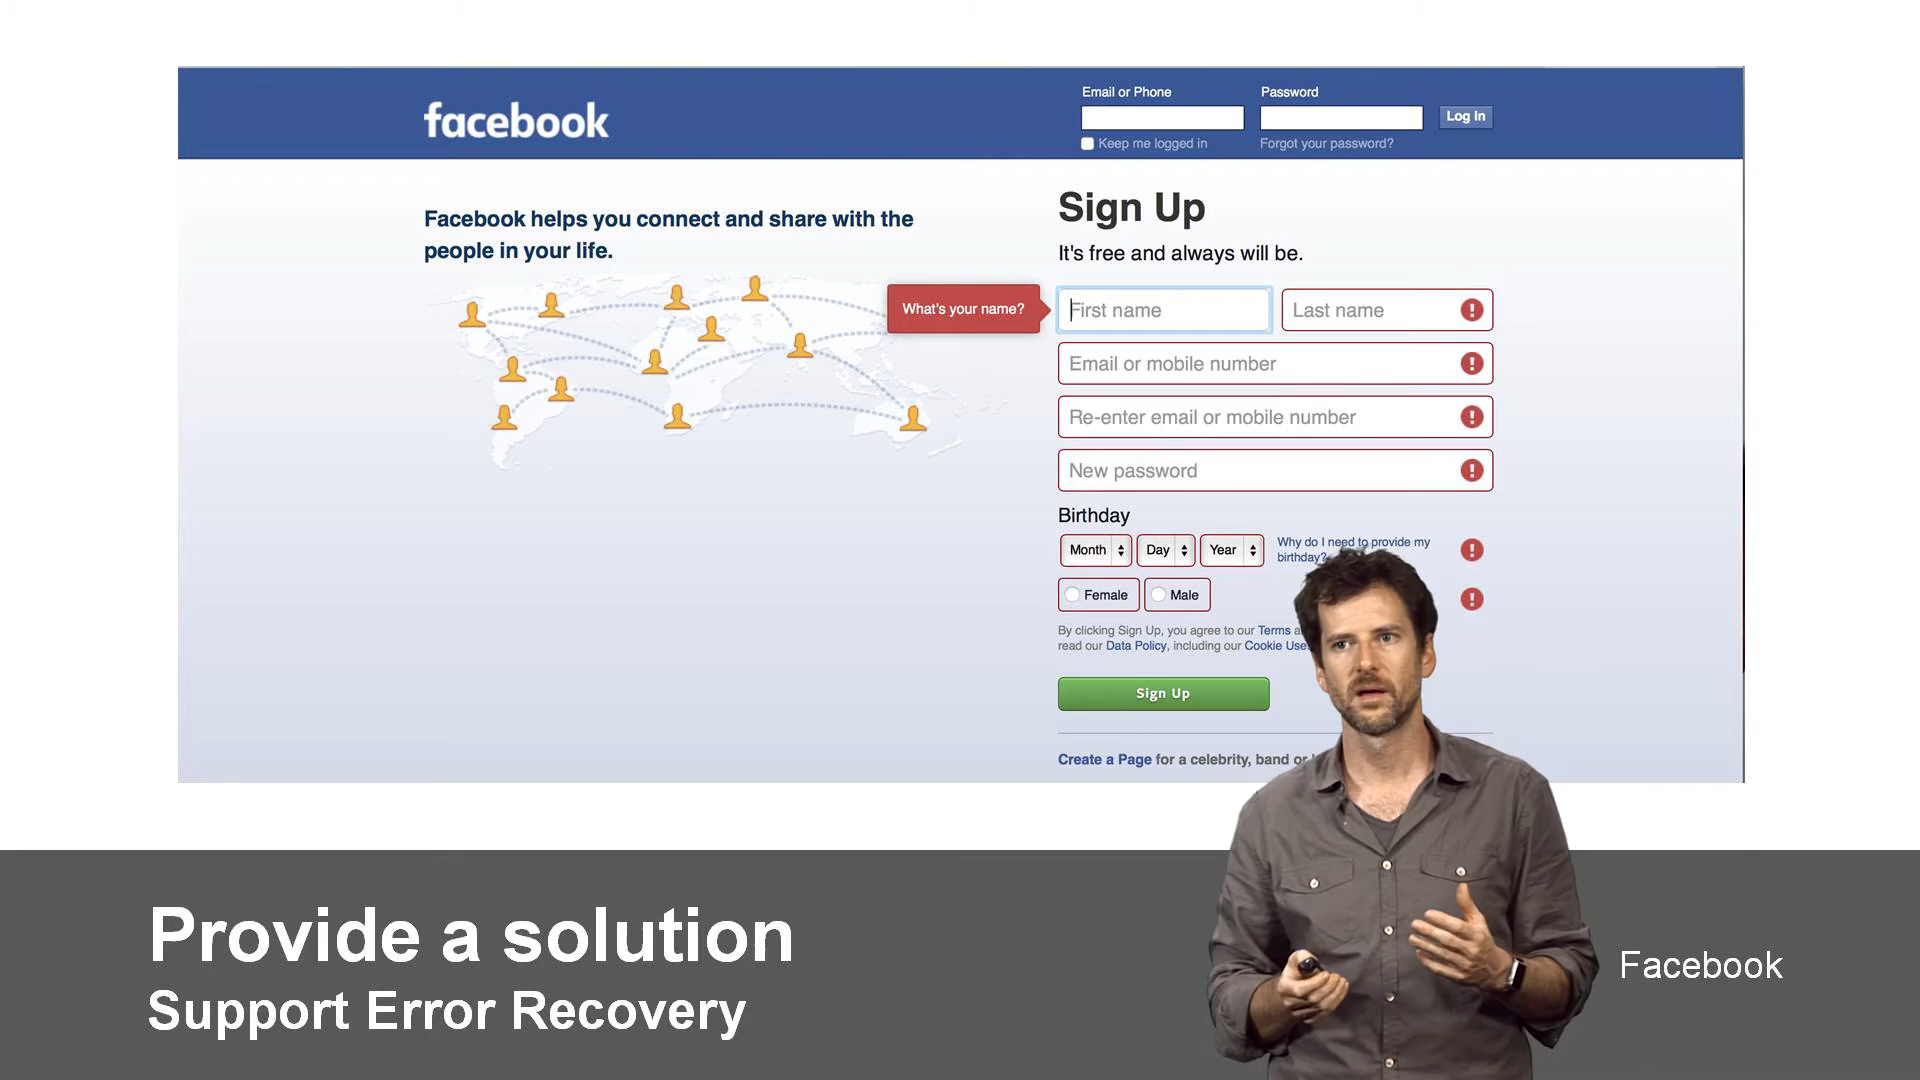 facebook
Email or Phone
Password
Log In
Keep me logged in
Forgot your password?
Facebook helps you connect and share with the
people in your life.
Sign Up
It's free and always will be.
What's your name?
First name
Last name
Email or mobile number
Re-enter email or mobile number
New password
Birthday
Month
Day
Year
Why do I need to provide my
birthday?
Female
Male
By clicking Sign Up, you agree to our Terms
read our Data Policy, including our Cookie Use
Sign Up
Create a Page for a celebrity, band or
Provide a solution
Support Error Recovery
Facebook